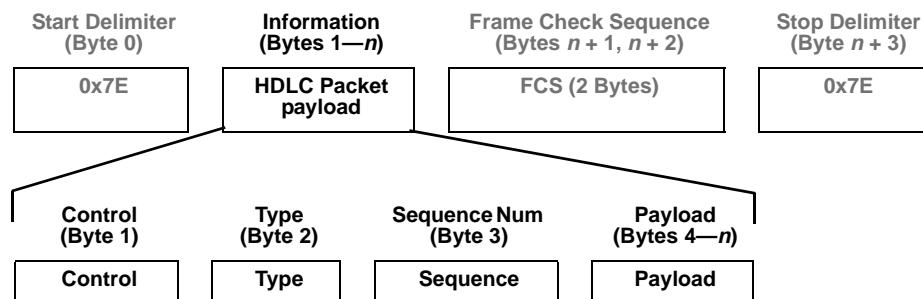 Start Delimiter
(Byte 0)
Information
(Bytes 1—n)
Frame Check Sequence
(Bytes n + 1, n + 2)
Stop Delimiter
(Byte n + 3)
0x7E
HDLC Packet
payload
FCS (2 Bytes)
0x7E
Control
(Byte 1)
Type
(Byte 2)
Sequence Num
(Byte 3)
Payload
(Bytes 4—n)
Control
Type
Sequence
Payload